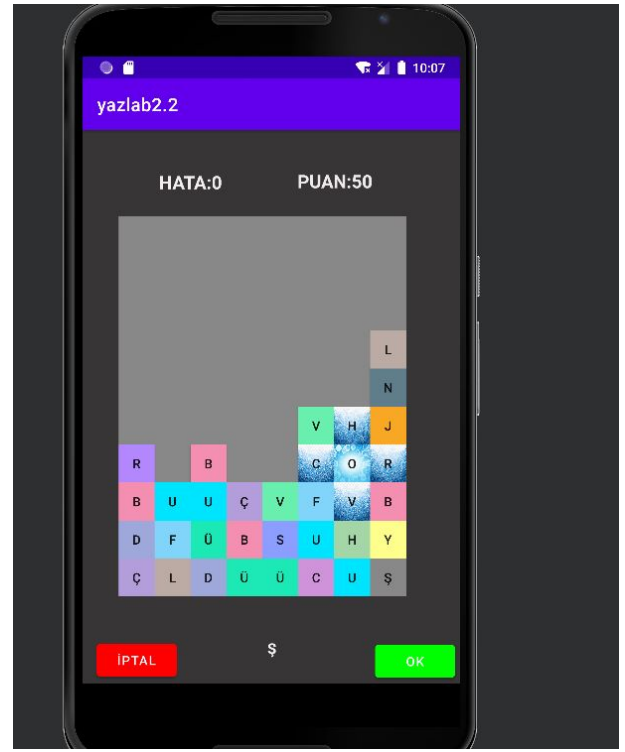 10:07
yazlab2.2
HATA:0 PUAN:50
L
N
V H J
R B C O R
B U U Ç V F V B
D F Ü B S U H Y
Ç L D Ü Ü C U Ş
Ş
İPTAL OK